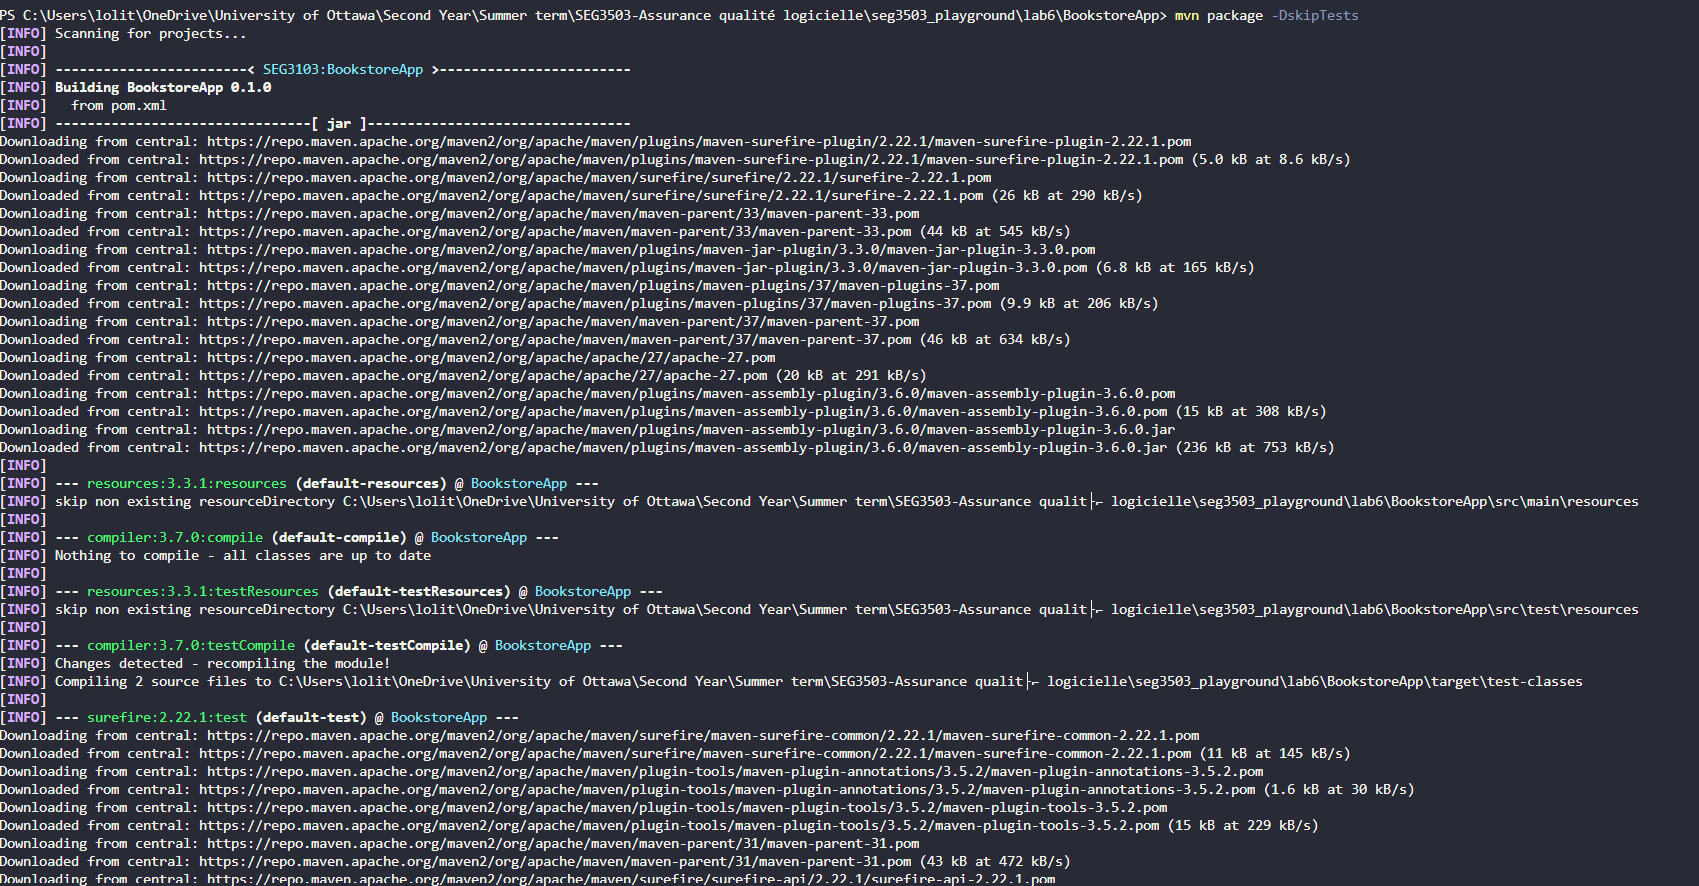 PS C:\Users\lolit\OneDrive\University of Ottawa\Second Year\Summer term\SEG3503-Assurance qualité logicielle\seg3503_playground\lab6\BookstoreApp> mvn package -DskipTests
[INFO] Scanning for projects...
[INFO]
[INFO] ------------------------< SEG3103:BookstoreApp >------------------------
[INFO] Building BookstoreApp 0.1.0
[INFO]   from pom.xml
[INFO] --------------------------------[ jar ]---------------------------------
Downloading from central: https://repo.maven.apache.org/maven2/org/apache/maven/plugins/maven-surefire-plugin/2.22.1/maven-surefire-plugin-2.22.1.pom
Downloaded from central: https://repo.maven.apache.org/maven2/org/apache/maven/plugins/maven-surefire-plugin/2.22.1/maven-surefire-plugin-2.22.1.pom (5.0 kB at 8.6 kB/s)
Downloading from central: https://repo.maven.apache.org/maven2/org/apache/maven/surefire/surefire/2.22.1/surefire-2.22.1.pom
Downloaded from central: https://repo.maven.apache.org/maven2/org/apache/maven/surefire/surefire/2.22.1/surefire-2.22.1.pom (26 kB at 290 kB/s)
Downloading from central: https://repo.maven.apache.org/maven2/org/apache/maven/maven-parent/33/maven-parent-33.pom
Downloaded from central: https://repo.maven.apache.org/maven2/org/apache/maven/maven-parent/33/maven-parent-33.pom (44 kB at 545 kB/s)
Downloading from central: https://repo.maven.apache.org/maven2/org/apache/maven/plugins/maven-jar-plugin/3.3.0/maven-jar-plugin-3.3.0.pom
Downloaded from central: https://repo.maven.apache.org/maven2/org/apache/maven/plugins/maven-jar-plugin/3.3.0/maven-jar-plugin-3.3.0.pom (6.8 kB at 165 kB/s)
Downloading from central: https://repo.maven.apache.org/maven2/org/apache/maven/plugins/maven-plugins/37/maven-plugins-37.pom
Downloaded from central: https://repo.maven.apache.org/maven2/org/apache/maven/plugins/maven-plugins/37/maven-plugins-37.pom (9.9 kB at 206 kB/s)
Downloading from central: https://repo.maven.apache.org/maven2/org/apache/maven/maven-parent/37/maven-parent-37.pom
Downloaded from central: https://repo.maven.apache.org/maven2/org/apache/maven/maven-parent/37/maven-parent-37.pom (46 kB at 634 kB/s)
Downloading from central: https://repo.maven.apache.org/maven2/org/apache/apache/27/apache-27.pom
Downloaded from central: https://repo.maven.apache.org/maven2/org/apache/apache/27/apache-27.pom (20 kB at 291 kB/s)
Downloading from central: https://repo.maven.apache.org/maven2/org/apache/maven/plugins/maven-assembly-plugin/3.6.0/maven-assembly-plugin-3.6.0.pom
Downloaded from central: https://repo.maven.apache.org/maven2/org/apache/maven/plugins/maven-assembly-plugin/3.6.0/maven-assembly-plugin-3.6.0.pom (15 kB at 308 kB/s)
Downloading from central: https://repo.maven.apache.org/maven2/org/apache/maven/plugins/maven-assembly-plugin/3.6.0/maven-assembly-plugin-3.6.0.jar
Downloaded from central: https://repo.maven.apache.org/maven2/org/apache/maven/plugins/maven-assembly-plugin/3.6.0/maven-assembly-plugin-3.6.0.jar (236 kB at 753 kB/s)
[INFO]
[INFO] --- resources:3.3.1:resources (default-resources) @ BookstoreApp ---
[INFO] skip non existing resourceDirectory C:\Users\lolit\OneDrive\University of Ottawa\Second Year\Summer term\SEG3503-Assurance qualit├⌐ logicielle\seg3503_playground\lab6\BookstoreApp\src\main\resources
[INFO]
[INFO] --- compiler:3.7.0:compile (default-compile) @ BookstoreApp ---
[INFO] Nothing to compile - all classes are up to date
[INFO]
[INFO] --- resources:3.3.1:testResources (default-testResources) @ BookstoreApp ---
[INFO] skip non existing resourceDirectory C:\Users\lolit\OneDrive\University of Ottawa\Second Year\Summer term\SEG3503-Assurance qualit├⌐ logicielle\seg3503_playground\lab6\BookstoreApp\src\test\resources
[INFO]
[INFO] --- compiler:3.7.0:testCompile (default-testCompile) @ BookstoreApp ---
[INFO] Changes detected - recompiling the module!
[INFO] Compiling 2 source files to C:\Users\lolit\OneDrive\University of Ottawa\Second Year\Summer term\SEG3503-Assurance qualit├⌐ logicielle\seg3503_playground\lab6\BookstoreApp\target\test-classes
[INFO]
[INFO] --- surefire:2.22.1:test (default-test) @ BookstoreApp ---
Downloading from central: https://repo.maven.apache.org/maven2/org/apache/maven/surefire/maven-surefire-common/2.22.1/maven-surefire-common-2.22.1.pom
Downloaded from central: https://repo.maven.apache.org/maven2/org/apache/maven/surefire/maven-surefire-common/2.22.1/maven-surefire-common-2.22.1.pom (11 kB at 145 kB/s)
Downloading from central: https://repo.maven.apache.org/maven2/org/apache/maven/plugin-tools/maven-plugin-annotations/3.5.2/maven-plugin-annotations-3.5.2.pom
Downloaded from central: https://repo.maven.apache.org/maven2/org/apache/maven/plugin-tools/maven-plugin-annotations/3.5.2/maven-plugin-annotations-3.5.2.pom (1.6 kB at 30 kB/s)
Downloading from central: https://repo.maven.apache.org/maven2/org/apache/maven/plugin-tools/maven-plugin-tools/3.5.2/maven-plugin-tools-3.5.2.pom
Downloaded from central: https://repo.maven.apache.org/maven2/org/apache/maven/plugin-tools/maven-plugin-tools/3.5.2/maven-plugin-tools-3.5.2.pom (15 kB at 229 kB/s)
Downloading from central: https://repo.maven.apache.org/maven2/org/apache/maven/maven-parent/31/maven-parent-31.pom
Downloaded from central: https://repo.maven.apache.org/maven2/org/apache/maven/maven-parent/31/maven-parent-31.pom (43 kB at 472 kB/s)
Downloading from central: https://repo.maven.apache.org/maven2/org/apache/maven/surefire/surefire-api/2.22.1/surefire-api-2.22.1.pom